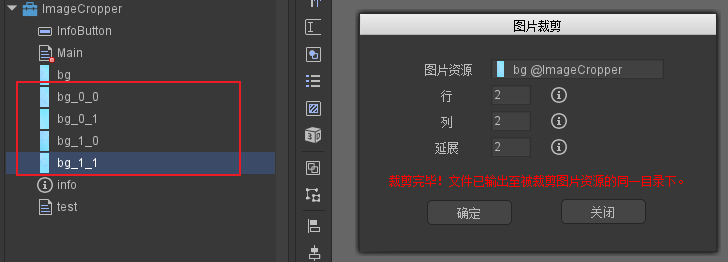 ImageCropper
InfoButton
Main
bg
bg_0_0
bg_0_1
bg_1_0
bg_1_1
info
test
图片裁剪
图片资源 bg @ImageCropper
行 2
列 2
延展 2
裁剪完毕！文件已输出至被裁剪图片资源的同一目录下。
确定 关闭